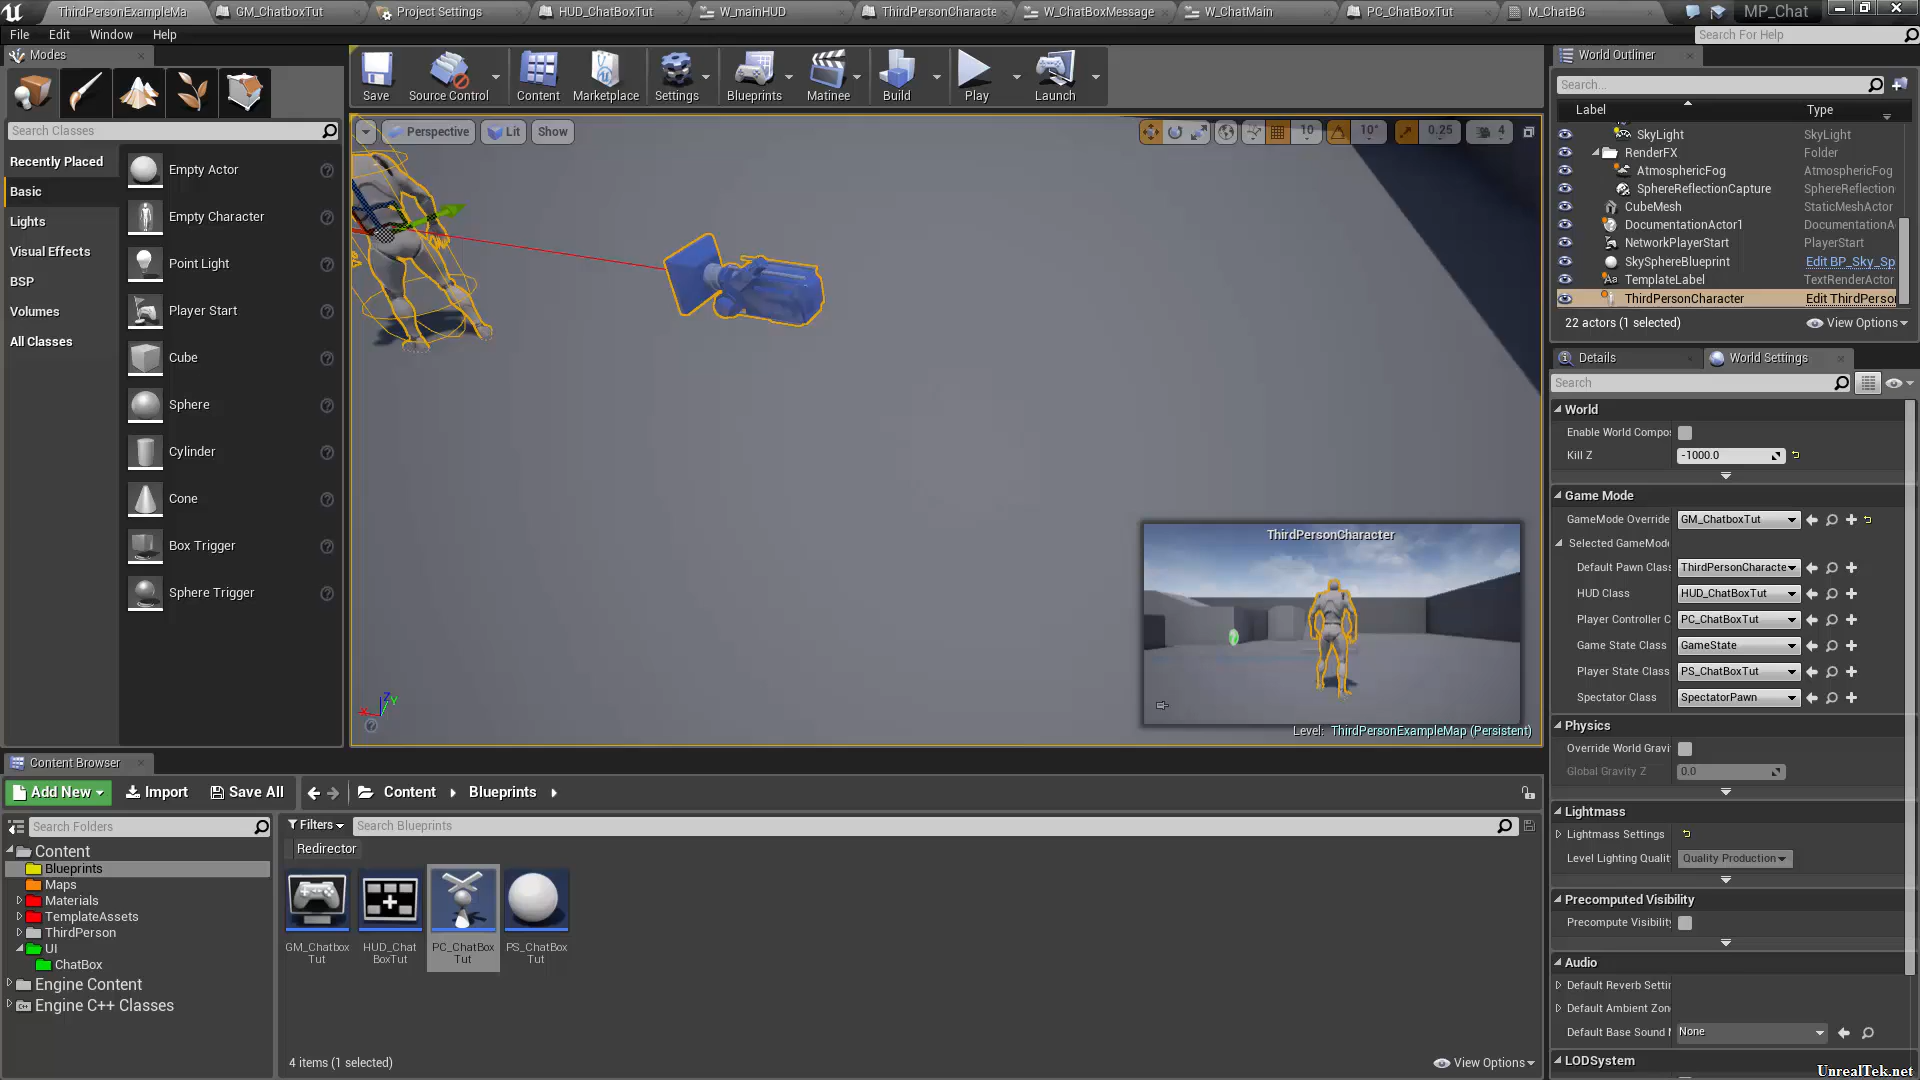 ThirdPersonExampleMa
GM_ChatboxTut
Project Settings
HUD_ChatBoxTut
W_mainHUD
ThirdPersonCharacte
W_ChatBoxMessage
W_ChatMain
PC_ChatBoxTut
M_ChatBG
MP_Chat
File Edit Window Help
Search For Help
Modes
Search Classes
Recently Placed
Basic
Lights
Visual Effects
BSP
Volumes
All Classes
Empty Actor
Empty Character
Point Light
Player Start
Cube
Sphere
Cylinder
Cone
Box Trigger
Sphere Trigger
Save
Source Control
Content
Marketplace
Settings
Blueprints
Matinee
Build
Play
Launch
Perspective
Lit
Show
10
10°
0.25
4
ThirdPersonCharacter
Level: ThirdPersonExampleMap (Persistent)
World Outliner
Search...
Label Type
SkyLight SkyLight
RenderFX Folder
AtmosphericFog AtmosphericFog
SphereReflectionCapture SphereReflection
CubeMesh StaticMeshActor
DocumentationActor1 DocumentationA
NetworkPlayerStart PlayerStart
SkySphereBlueprint Edit BP_Sky_Sp
TemplateLabel TextRenderActor
ThirdPersonCharacter Edit ThirdPerson
22 actors (1 selected)
View Options
Details
World Settings
Search
World
Enable World Compos
Kill Z -1000.0
Game Mode
GameMode Override GM_ChatboxTut
Selected GameMode
Default Pawn Class ThirdPersonCharacte
HUD Class HUD_ChatBoxTut
Player Controller C PC_ChatBoxTut
Game State Class GameState
Player State Class PS_ChatBoxTut
Spectator Class SpectatorPawn
Physics
Override World Gravi
Global Gravity Z 0.0
Lightmass
Lightmass Settings
Level Lighting Qualit Quality Production
Precomputed Visibility
Precompute Visibility
Audio
Default Reverb Settin
Default Ambient Zon
Default Base Sound M None
LODSystem
Content Browser
Add New
Import
Save All
Content
Blueprints
Search Folders
Content
Blueprints
Maps
Materials
TemplateAssets
ThirdPerson
UI
ChatBox
Engine Content
Engine C++ Classes
Filters
Search Blueprints
Redirector
GM_Chatbox
Tut
HUD_Chat
BoxTut
PC_ChatBox
Tut
PS_ChatBox
Tut
4 items (1 selected)
View Options
UnrealTek.net